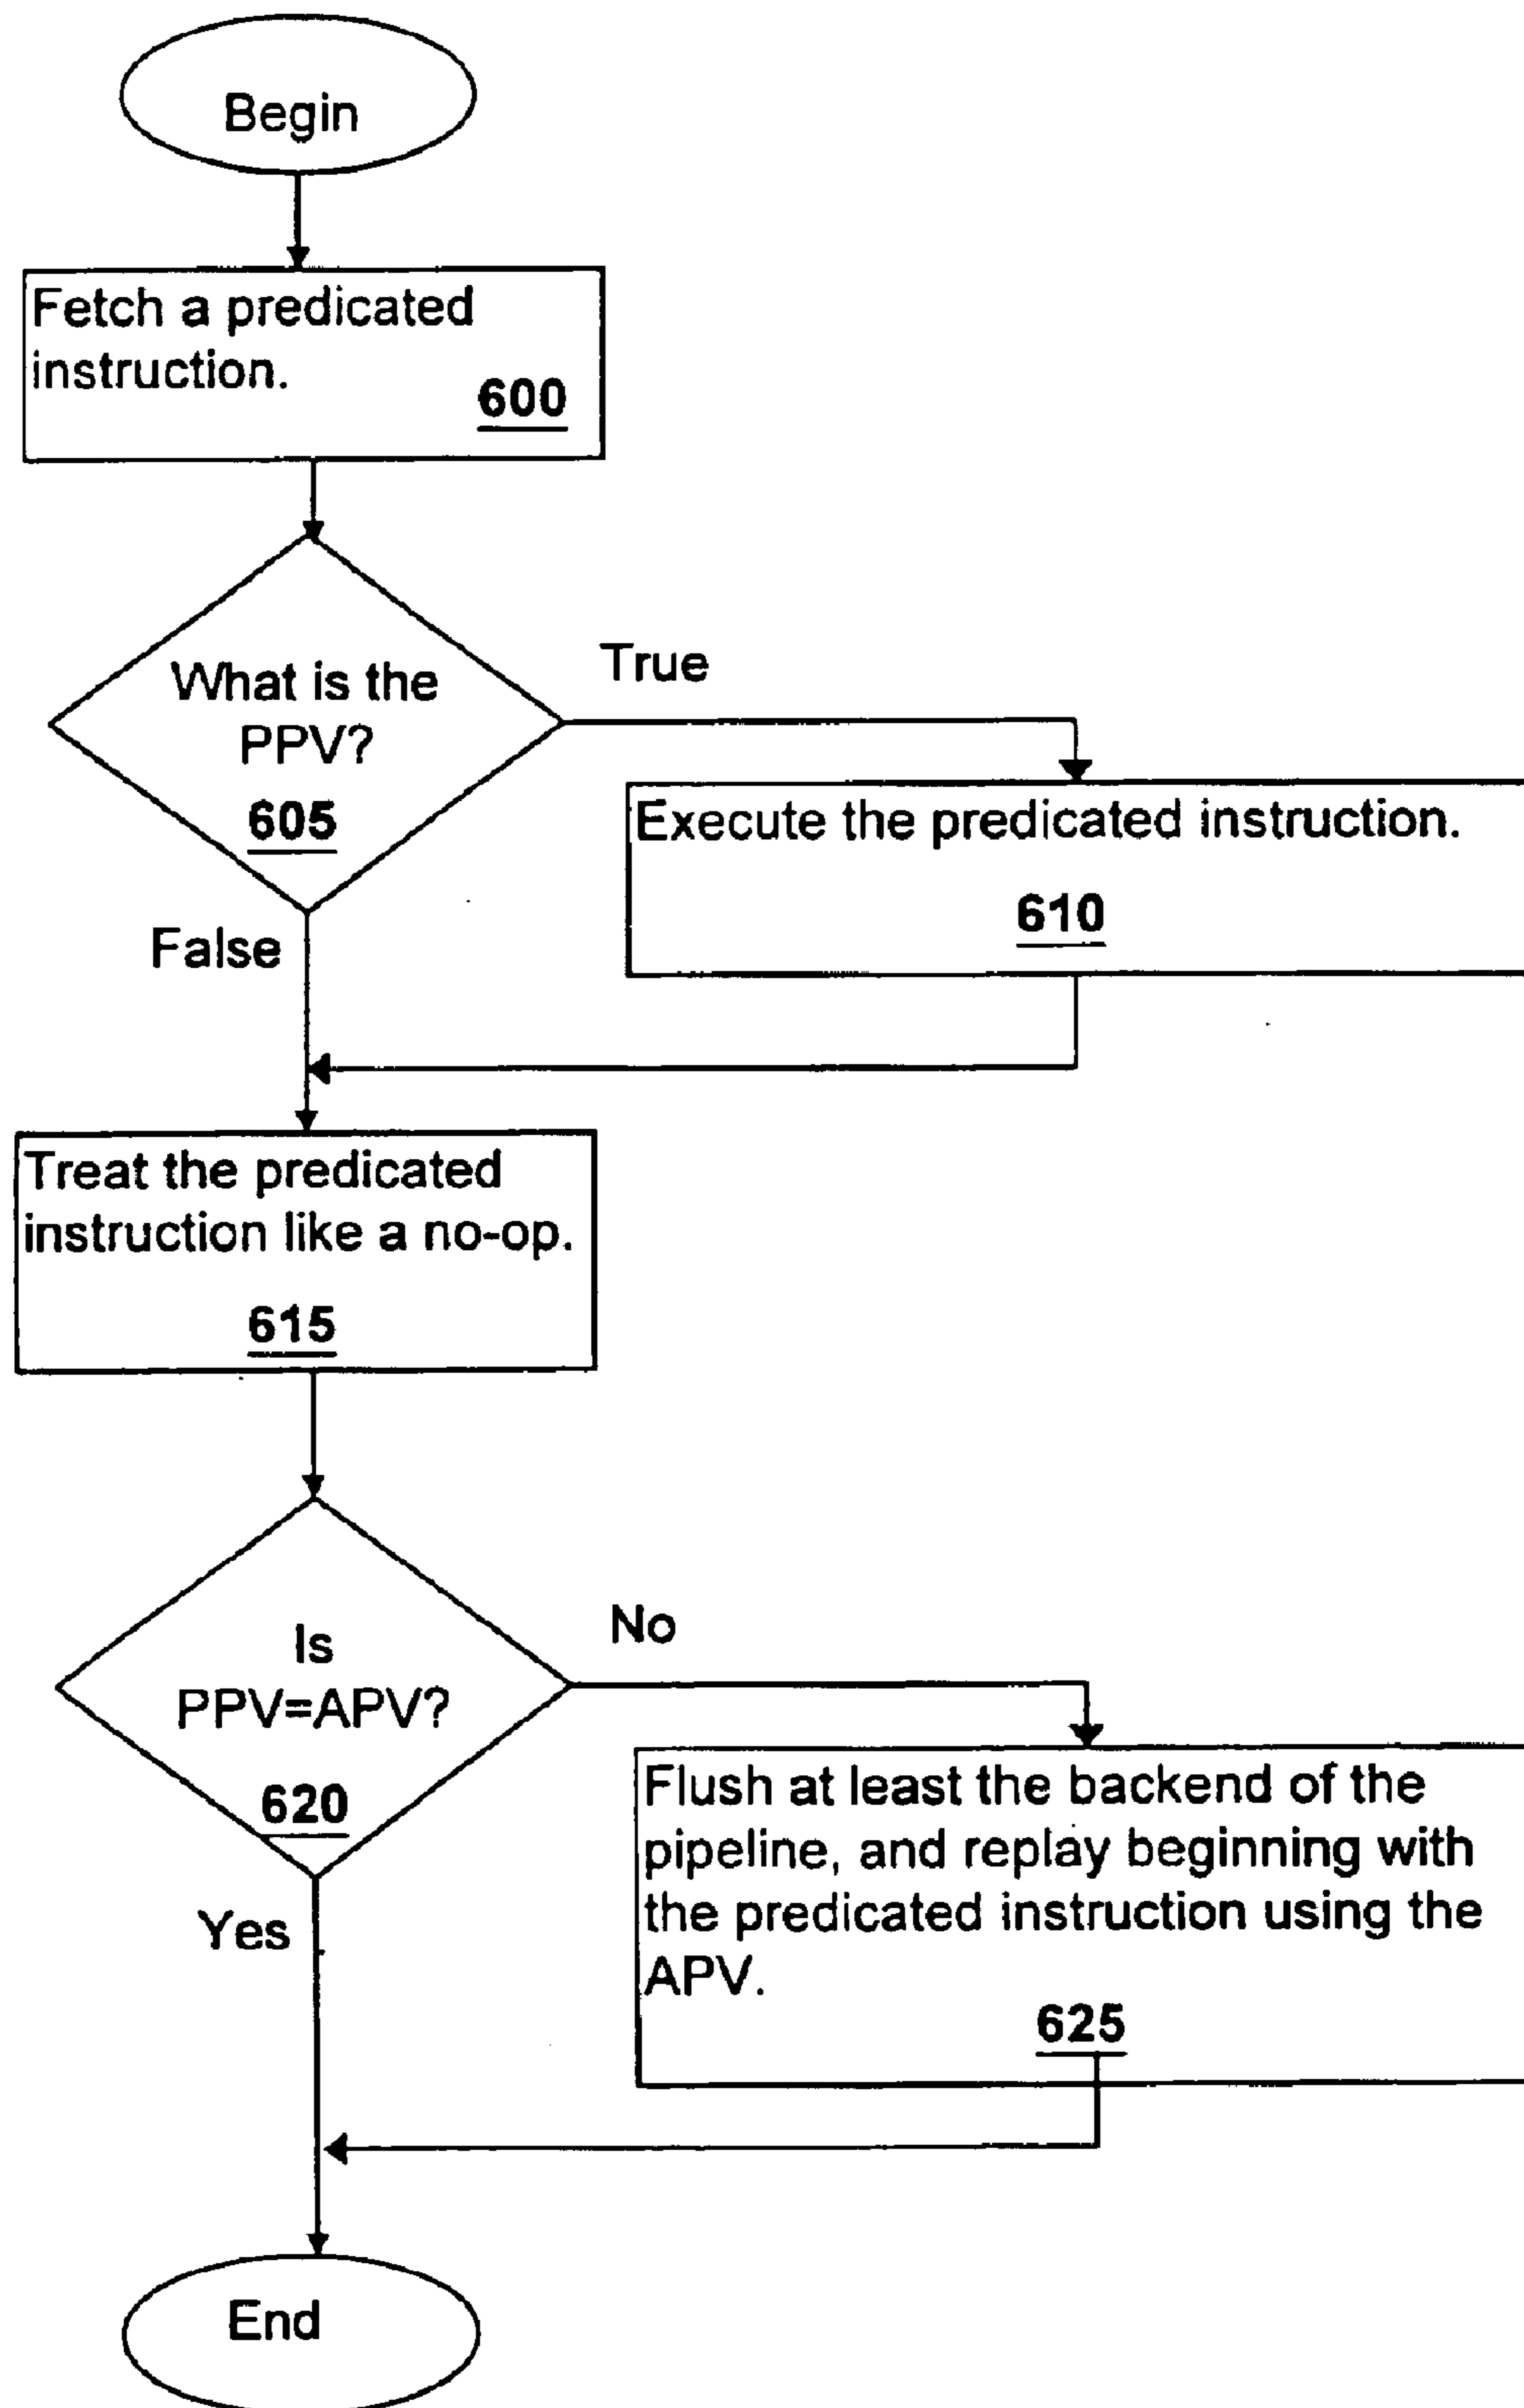 Begin
Fetch a predicated
instruction.
600
What is the
PPV?
605
True
False
Execute the predicated instruction.
610
Treat the predicated
instruction like a no-op.
615
Is
PPV=APV?
620
No
Yes
Flush at least the backend of the
pipeline, and replay beginning with
the predicated instruction using the
APV.
625
End